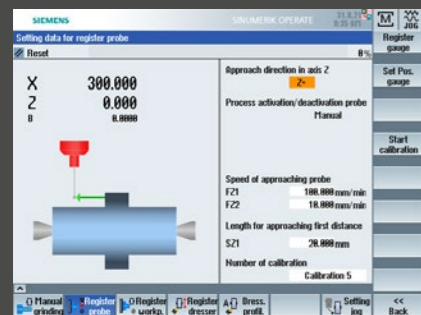 SIEMENS
SINUMERIK OPERATE
M
JOG
Setting data for register probe
Register
gauge
Reset
0%
X 300.000
Z 0.000
B 0.0000
Approach direction in axis Z
Z+
Set Pos.
gauge
Process activation/deactivation probe
Manual
Start
calibration
Speed of approaching probe
FZ1 100.000 mm/min
FZ2 10.000 mm/min
Length for approaching first distance
SZ1 20.000 mm
Number of calibration
Calibration 5
Manual
grinding
Register
probe
Register
workp.
Register
dresser
Dress.
profil.
Setting
jog
<<
Back